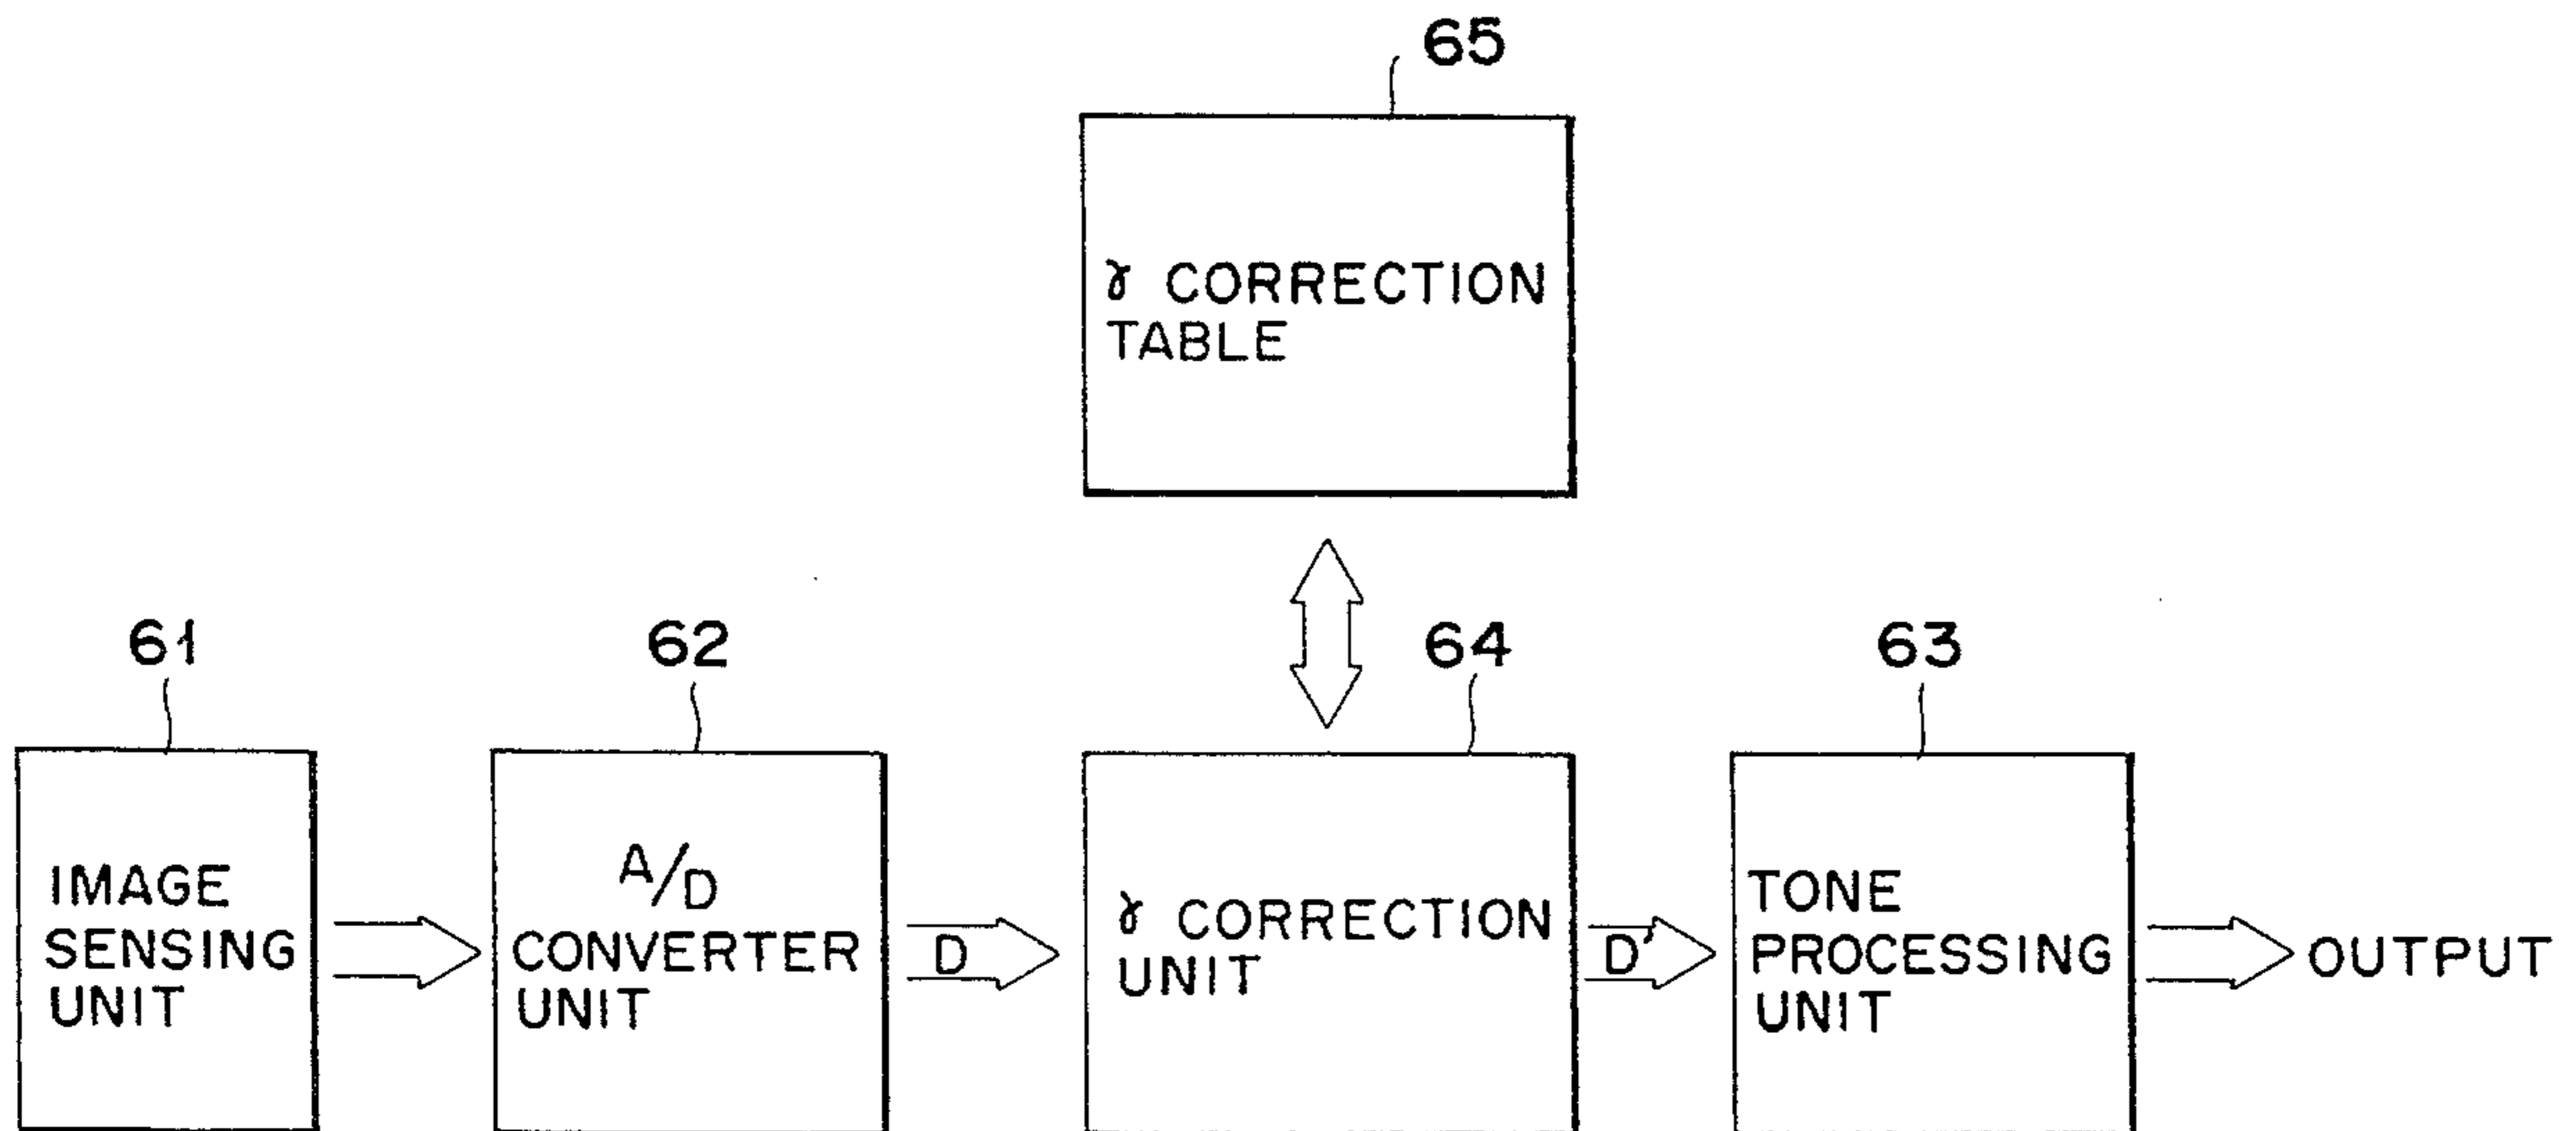 65
γ CORRECTION
TABLE
61
62
64
63
IMAGE
SENSING
UNIT
A/D
CONVERTER
UNIT
D
γ CORRECTION
UNIT
D'
TONE
PROCESSING
UNIT
OUTPUT